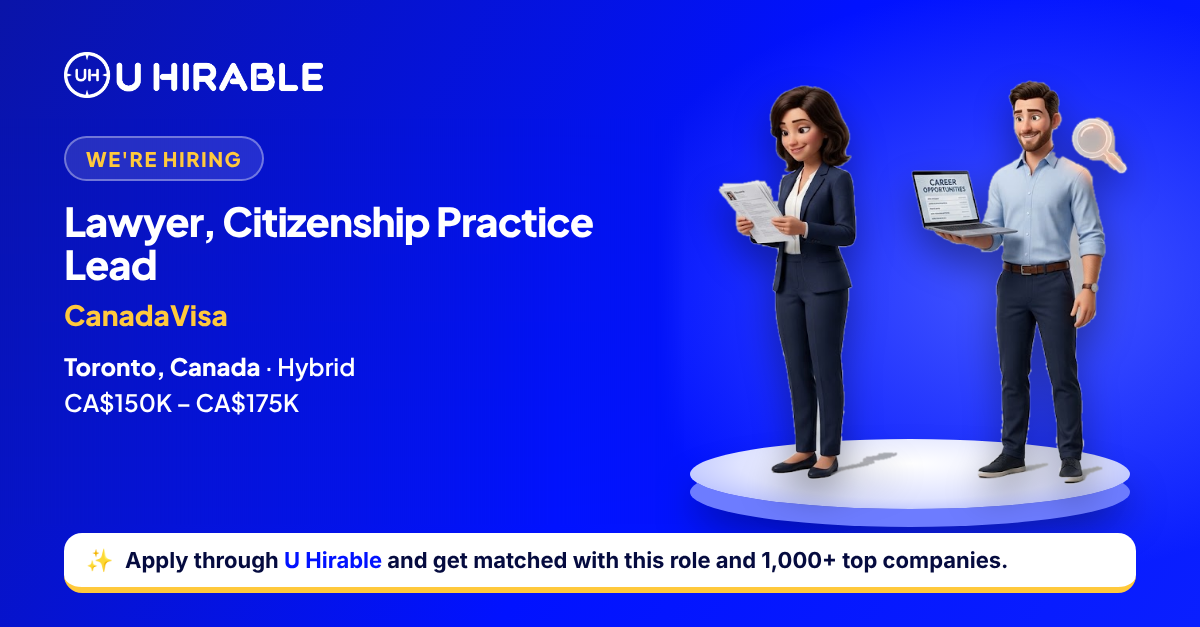 UH U HIRABLE
WE'RE HIRING
Lawyer, Citizenship Practice
Lead
CanadaVisa
Toronto, Canada · Hybrid
CA$150K – CA$175K
CAREER
OPPORTUNITIES
✨ Apply through U Hirable and get matched with this role and 1,000+ top companies.